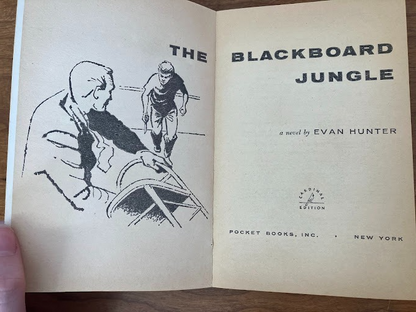 THE BLACKBOARD
JUNGLE
a novel by EVAN HUNTER
CARDINAL
EDITION
POCKET BOOKS, INC. • NEW YORK